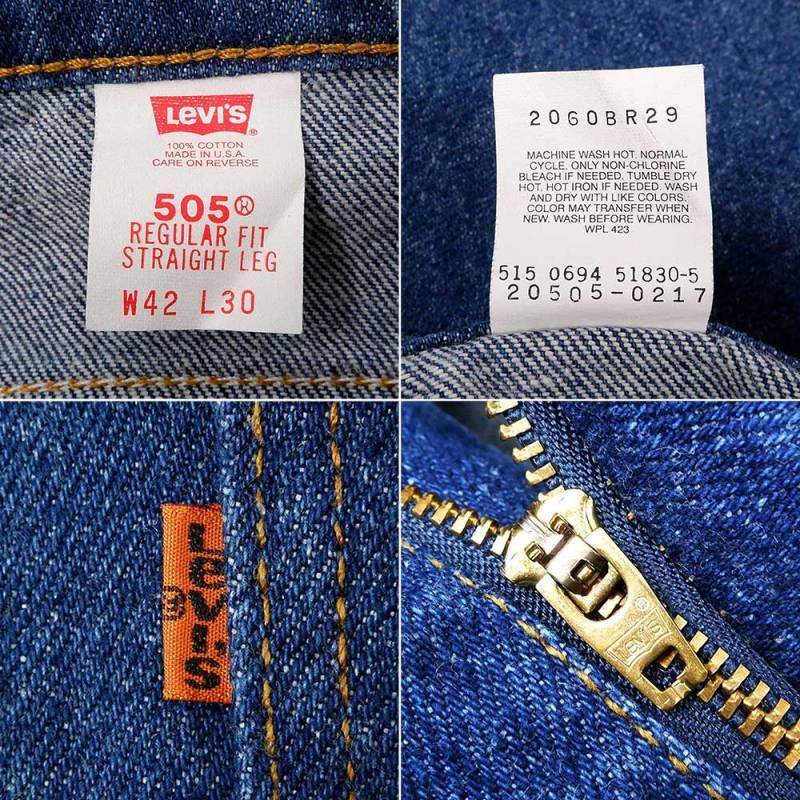 LEVI'S®
100% COTTON
MADE IN U.S.A.
CARE ON REVERSE
505®
REGULAR FIT
STRAIGHT LEG
W42 L30
2060BR29
MACHINE WASH HOT. NORMAL
CYCLE. ONLY NON-CHLORINE
BLEACH IF NEEDED. TUMBLE DRY
HOT. HOT IRON IF NEEDED. WASH
AND DRY WITH LIKE COLORS.
COLOR MAY TRANSFER WHEN
NEW. WASH BEFORE WEARING.
WPL 423
515 0694 51830-5
20505-0217
LEVI'S®
LEVI'S®